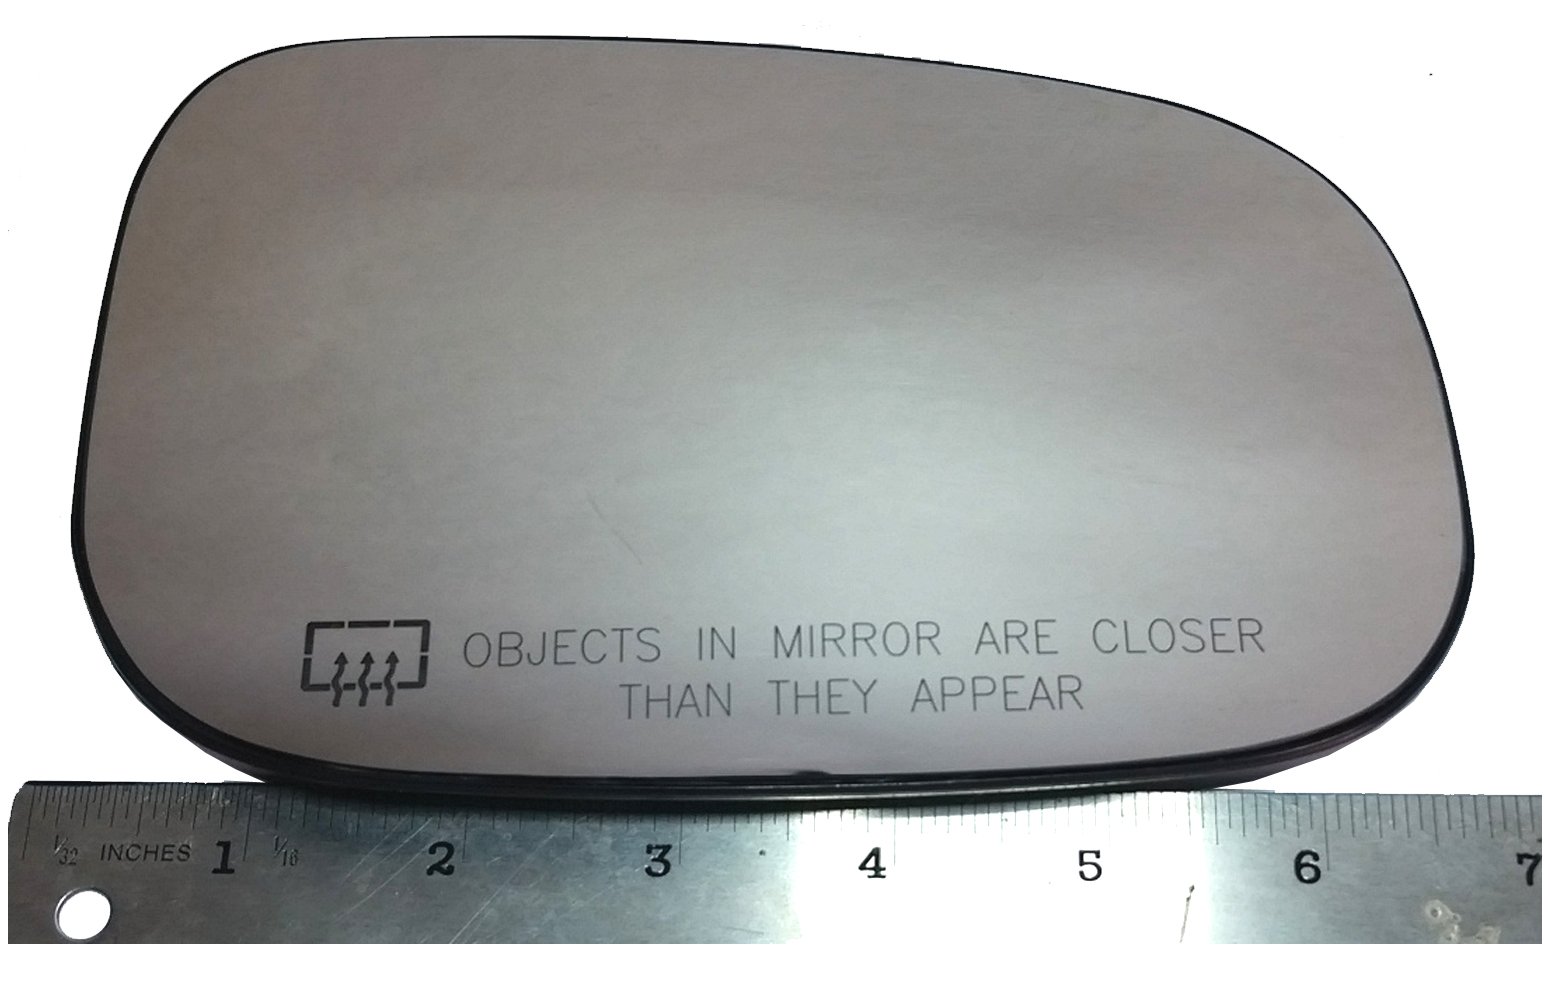 OBJECTS IN MIRROR ARE CLOSER
THAN THEY APPEAR
1/32 INCHES 1 1/16 2 3 4 5 6 7